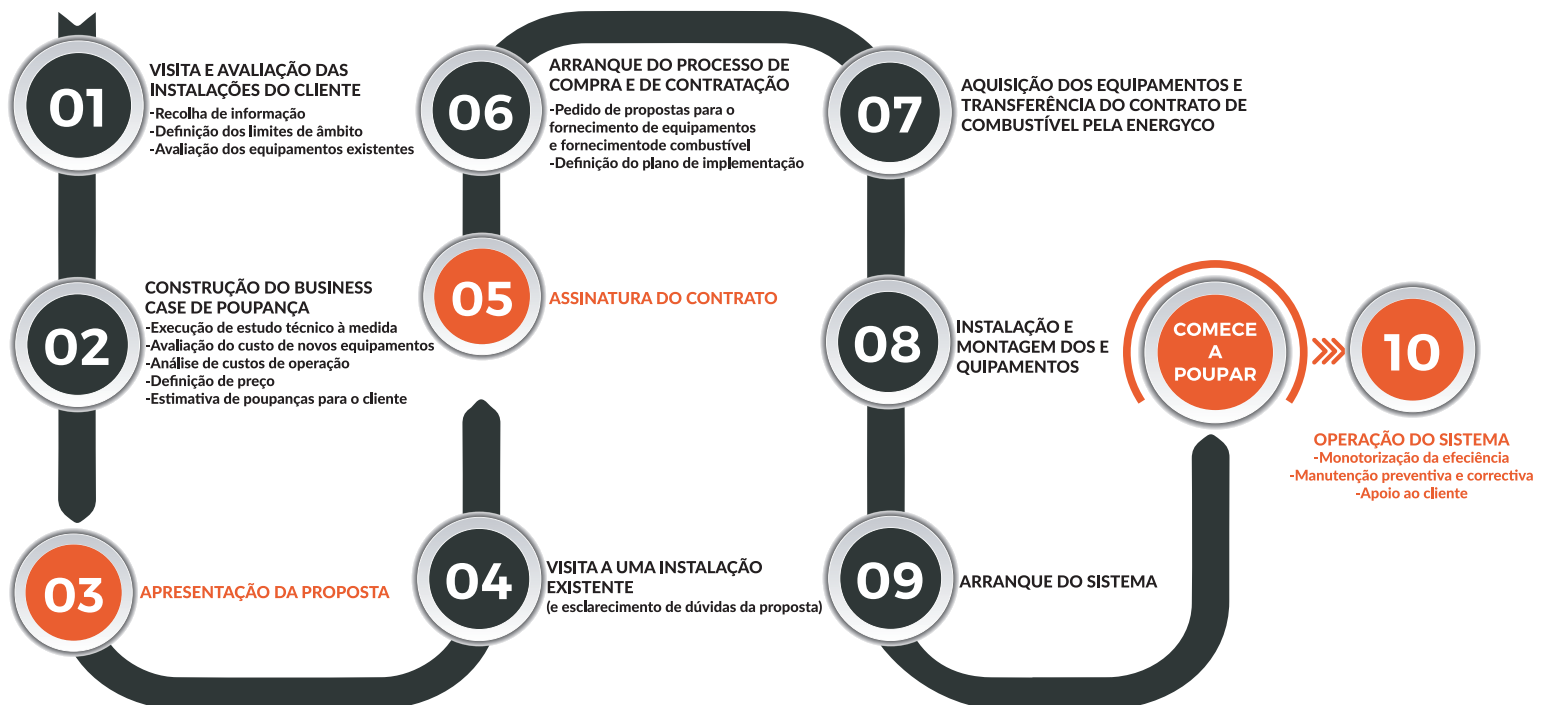 01
VISITA E AVALIAÇÃO DAS
INSTALAÇÕES DO CLIENTE
-Recolha de informação
-Definição dos limites de âmbito
-Avaliação dos equipamentos existentes
02
CONSTRUÇÃO DO BUSINESS
CASE DE POUPANÇA
-Execução de estudo técnico à medida
-Avaliação do custo de novos equipamentos
-Análise de custos de operação
-Definição de preço
-Estimativa de poupanças para o cliente
03
APRESENTAÇÃO DA PROPOSTA
04
VISITA A UMA INSTALAÇÃO
EXISTENTE
(e esclarecimento de dúvidas da proposta)
05
ASSINATURA DO CONTRATO
06
ARRANQUE DO PROCESSO DE
COMPRA E DE CONTRATAÇÃO
-Pedido de propostas para o
fornecimento de equipamentos
e fornecimentode combustível
-Definição do plano de implementação
07
AQUISIÇÃO DOS EQUIPAMENTOS E
TRANSFERÊNCIA DO CONTRATO DE
COMBUSTÍVEL PELA ENERGYCO
08
INSTALAÇÃO E
MONTAGEM DOS E
QUIPAMENTOS
09
ARRANQUE DO SISTEMA
COMECE
A
POUPAR
10
OPERAÇÃO DO SISTEMA
-Monotorização da efeciência
-Manutenção preventiva e correctiva
-Apoio ao cliente